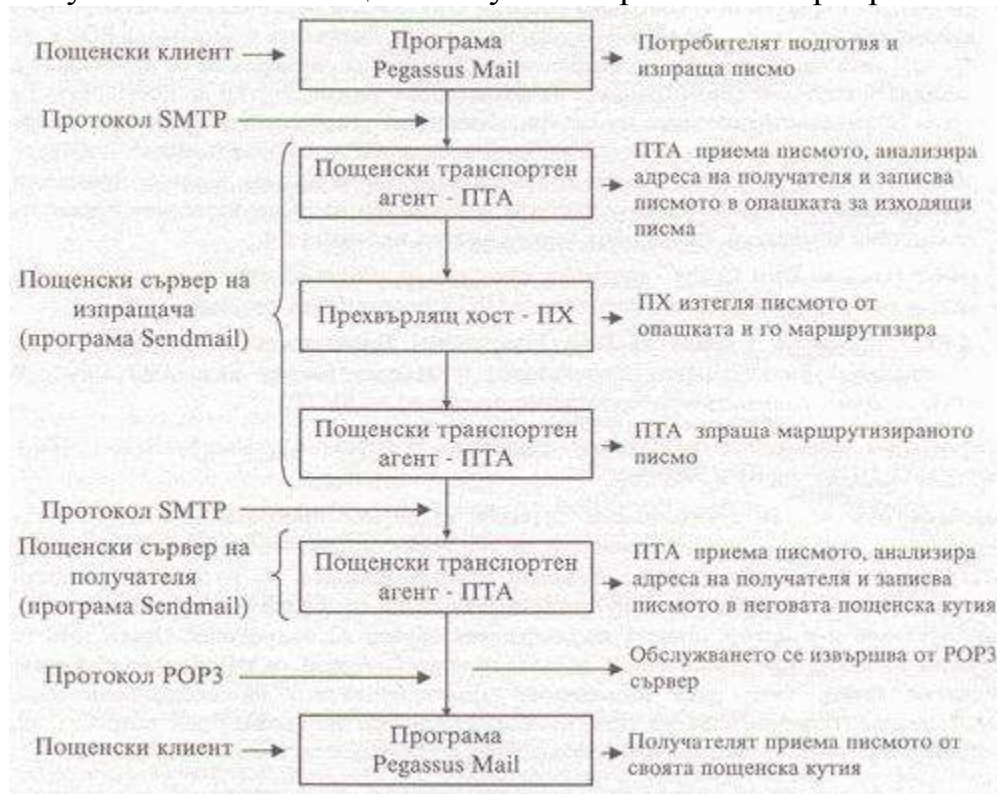 Пощенски клиент
Програма
Pegassus Mail
Потребителят подготвя и
изпраща писмо
Протокол SMTP
Пощенски транспортен
агент - ПТА
ПТА приема писмото, анализира
адреса на получателя и записва
писмото в опашката за изходящи
писма
Пощенски сървер на
изпращача
(програма Sendmail)
Прехвърлящ хост - ПХ
ПХ изтегля писмото от
опашката и го маршрутизира
Пощенски транспортен
агент - ПТА
ПТА зпраща маршрутизираното
писмо
Протокол SMTP
Пощенски сървер на
получателя
(програма Sendmail)
Пощенски транспортен
агент - ПТА
ПТА приема писмото, анализира
адреса на получателя и записва
писмото в неговата пощенска кутия
Обслужването се извършва от POP3
сървер
Протокол POP3
Пощенски клиент
Програма
Pegassus Mail
Получателят приема писмото от
своята пощенска кутия